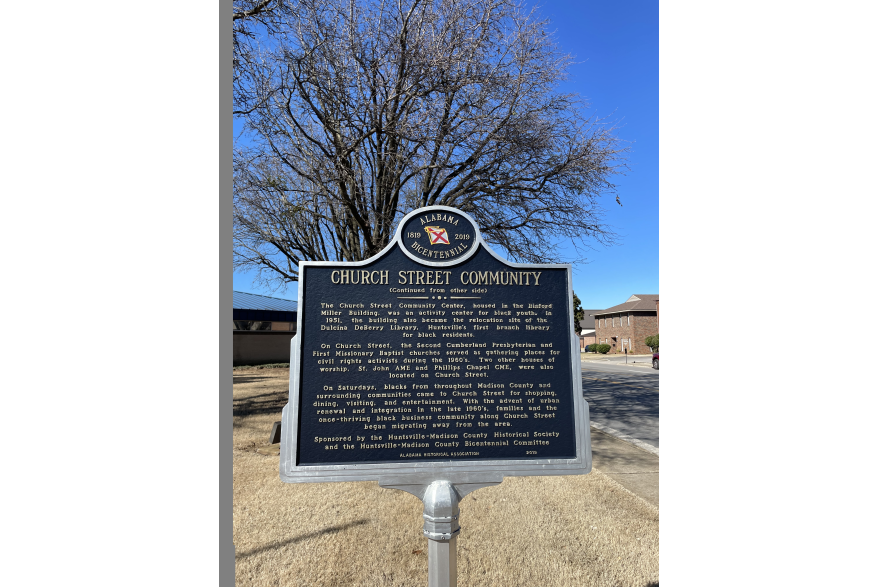 ALABAMA
1819 2019
BICENTENNIAL
CHURCH STREET COMMUNITY
(Continued from other side)
The Church Street Community Center, housed in the Binford
Miller Building, was an activity center for black youth. In
1951, the building also became the relocation site of the
Dulcina DeBerry Library, Huntsville's first branch library
for black residents.
On Church Street, the Second Cumberland Presbyterian and
First Missionary Baptist churches served as gathering places for
civil rights activists during the 1960's. Two other houses of
worship, St. John AME and Phillips Chapel CME, were also
located on Church Street.
On Saturdays, blacks from throughout Madison County and
surrounding communities came to Church Street for shopping,
dining, visiting, and entertainment. With the advent of urban
renewal and integration in the late 1960's, families and the
once-thriving black business community along Church Street
began migrating away from the area.
Sponsored by the Huntsville-Madison County Historical Society
and the Huntsville-Madison County Bicentennial Committee
ALABAMA HISTORICAL ASSOCIATION 2019